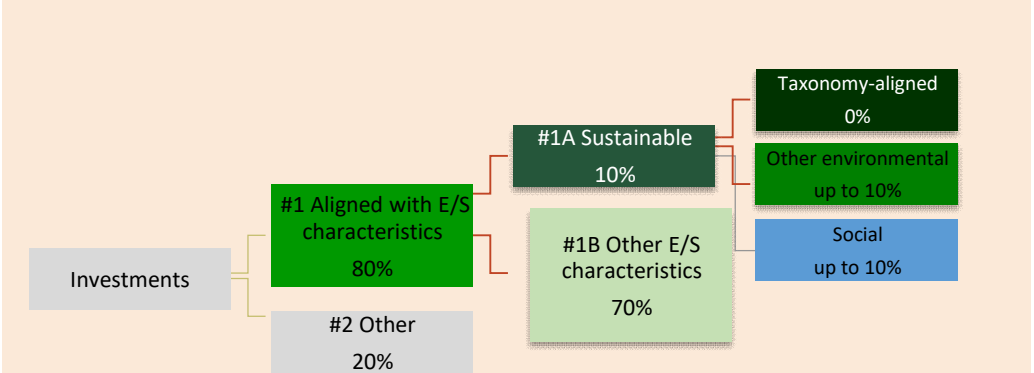 Investments
#1 Aligned with E/S
characteristics
80%
#2 Other
20%
#1A Sustainable
10%
#1B Other E/S
characteristics
70%
Taxonomy-aligned
0%
Other environmental
up to 10%
Social
up to 10%